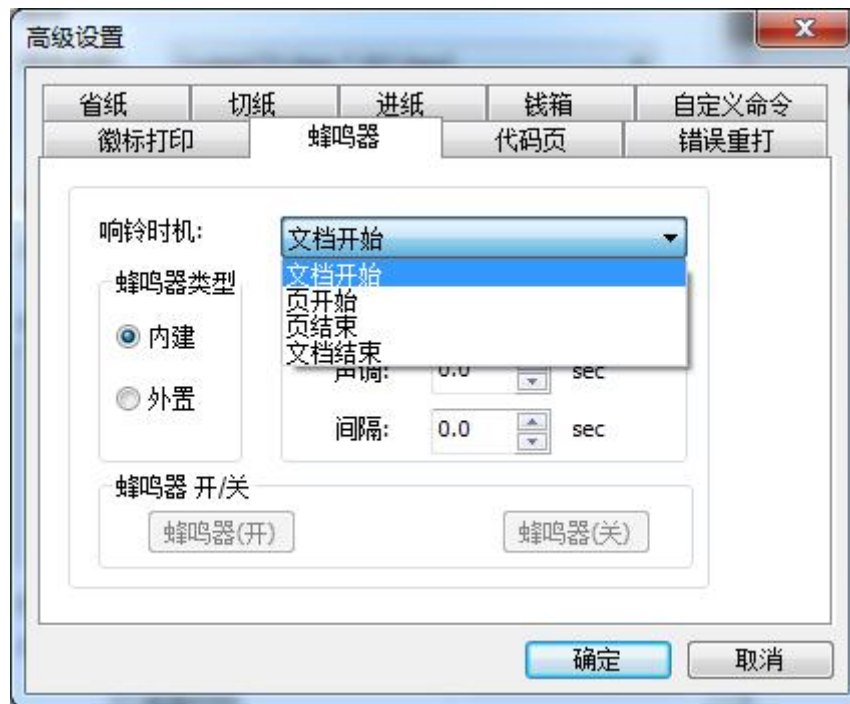 高级设置
省纸 切纸 进纸 钱箱 自定义命令
徽标打印 蜂鸣器 代码页 错误重打
响铃时机: 文档开始
文档开始
页开始
页结束
文档结束
蜂鸣器类型
内建
外置
声调: 0.0 sec
间隔: 0.0 sec
蜂鸣器 开/关
蜂鸣器(开) 蜂鸣器(关)
确定 取消